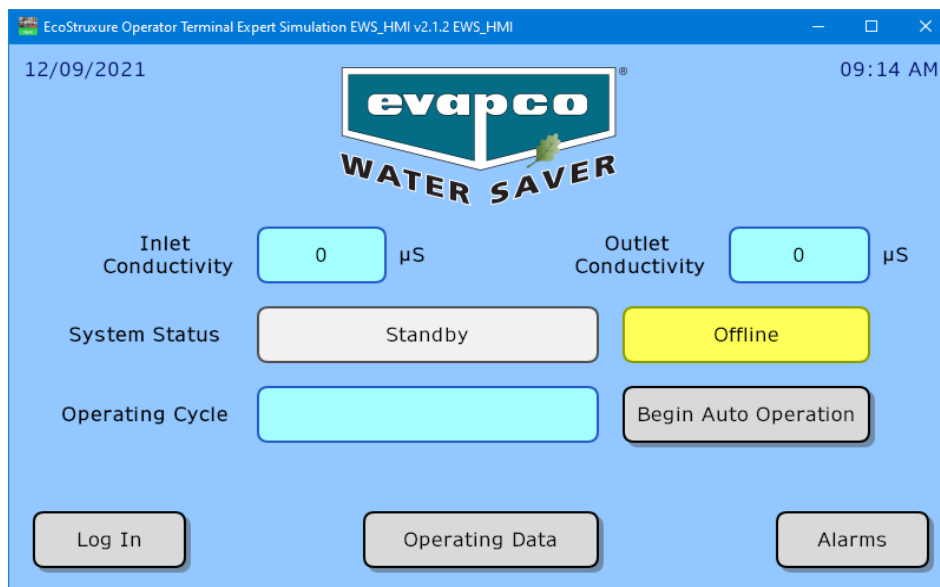 EcoStruxure Operator Terminal Expert Simulation EWS_HMI v2.1.2 EWS_HMI
12/09/2021
09:14 AM
evapco
®
WATER SAVER
Inlet
Conductivity
0
µS
Outlet
Conductivity
0
µS
System Status
Standby
Offline
Operating Cycle
Begin Auto Operation
Log In
Operating Data
Alarms